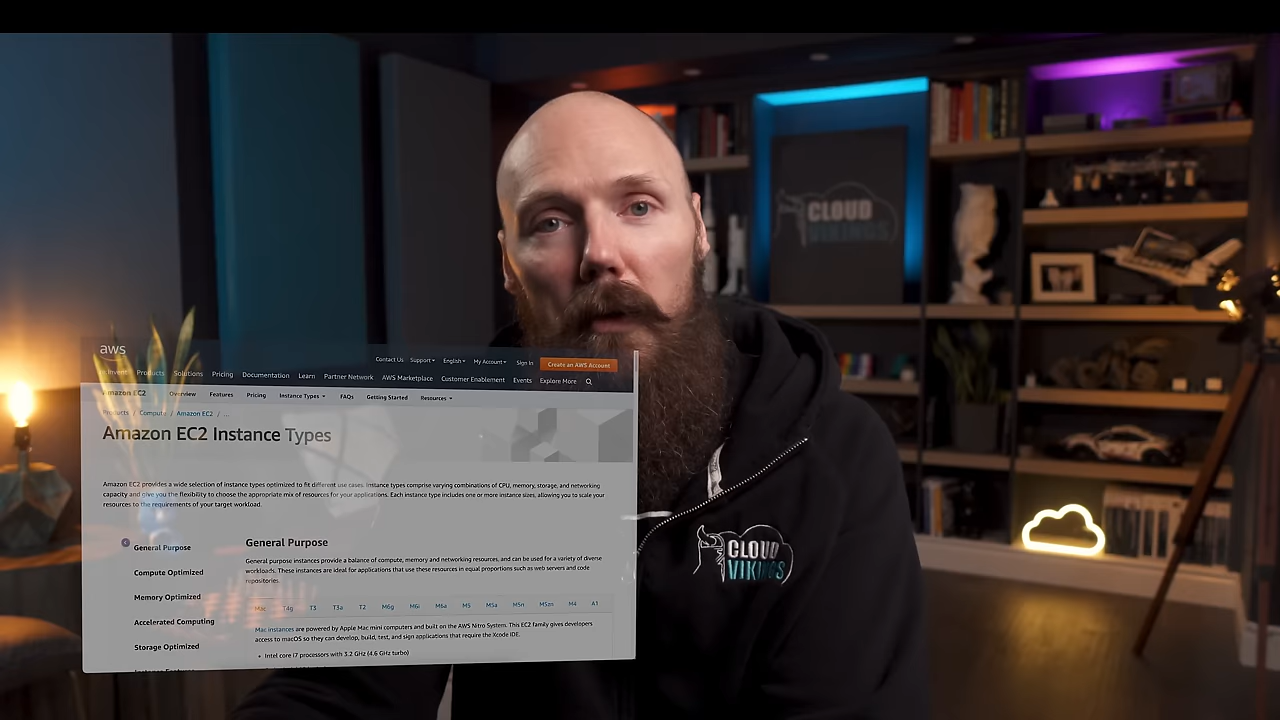 CLOUD
VIKINGS
aws
Contact Us Support English My Account Sign In Create an AWS Account
re:Invent Products Solutions Pricing Documentation Learn Partner Network AWS Marketplace Customer Enablement Events Explore More
Amazon EC2 Overview Features Pricing Instance Types FAQs Getting Started Resources
Products / Compute / Amazon EC2 / ...
Amazon EC2 Instance Types
Amazon EC2 provides a wide selection of instance types optimized to fit different use cases. Instance types comprise varying combinations of CPU, memory, storage, and networking
capacity and give you the flexibility to choose the appropriate mix of resources for your applications. Each instance type includes one or more instance sizes, allowing you to scale your
resources to the requirements of your target workload.
General Purpose
Compute Optimized
Memory Optimized
Accelerated Computing
Storage Optimized
General Purpose
General purpose instances provide a balance of compute, memory and networking resources, and can be used for a variety of diverse
workloads. These instances are ideal for applications that use these resources in equal proportions such as web servers and code
repositories.
Mac T4g T3 T3a T2 M6g M6i M6a M5 M5a M5n M5zn M4 A1
Mac instances are powered by Apple Mac mini computers and built on the AWS Nitro System. This EC2 family gives developers
access to macOS so they can develop, build, test, and sign applications that require the Xcode IDE.
• Intel core i7 processors with 3.2 GHz (4.6 GHz turbo)
CLOUD
VIKINGS